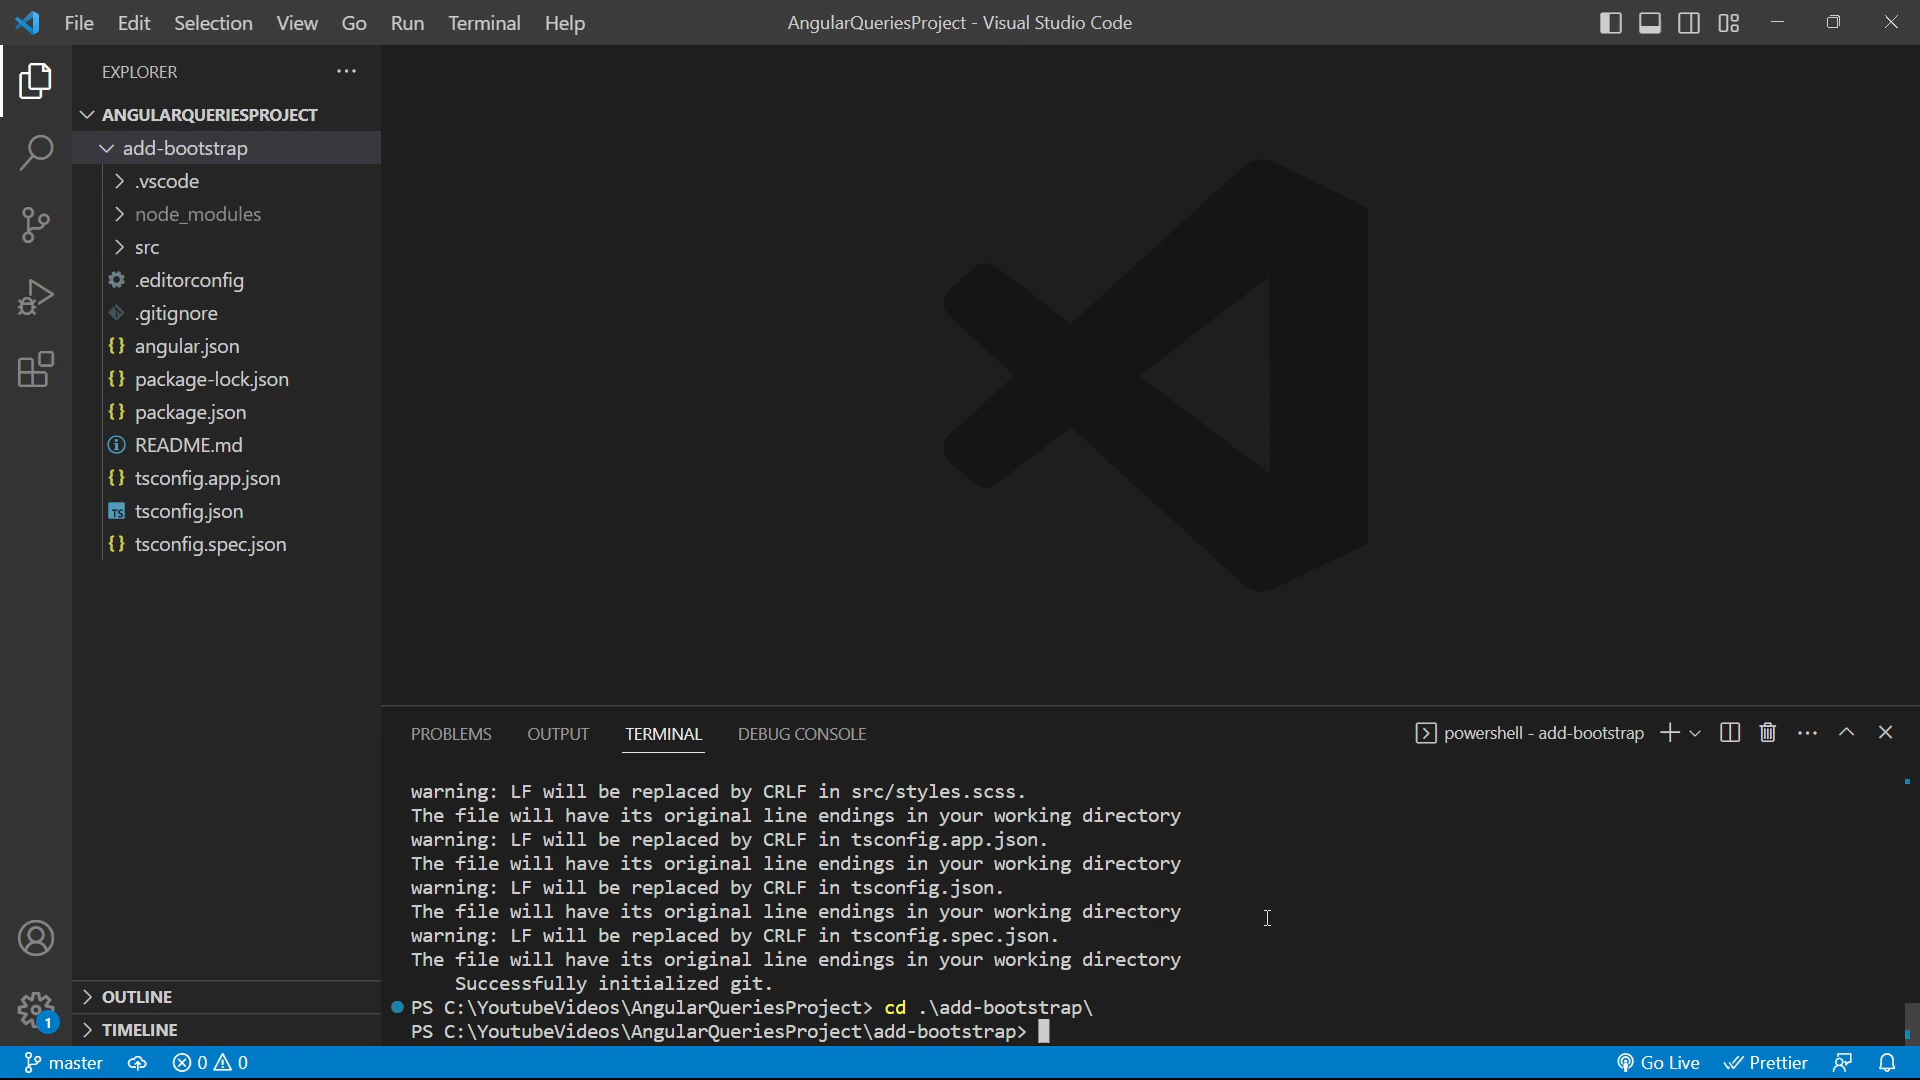 File Edit Selection View Go Run Terminal Help AngularQueriesProject - Visual Studio Code
EXPLORER
ANGULARQUERIESPROJECT
add-bootstrap
.vscode
node_modules
src
.editorconfig
.gitignore
angular.json
package-lock.json
package.json
README.md
tsconfig.app.json
TS tsconfig.json
tsconfig.spec.json
OUTLINE
TIMELINE
PROBLEMS OUTPUT TERMINAL DEBUG CONSOLE powershell - add-bootstrap
warning: LF will be replaced by CRLF in src/styles.scss.
The file will have its original line endings in your working directory
warning: LF will be replaced by CRLF in tsconfig.app.json.
The file will have its original line endings in your working directory
warning: LF will be replaced by CRLF in tsconfig.json.
The file will have its original line endings in your working directory
warning: LF will be replaced by CRLF in tsconfig.spec.json.
The file will have its original line endings in your working directory
Successfully initialized git.
PS C:\YoutubeVideos\AngularQueriesProject> cd .\add-bootstrap\
PS C:\YoutubeVideos\AngularQueriesProject\add-bootstrap>
1
master 0 0 Go Live Prettier